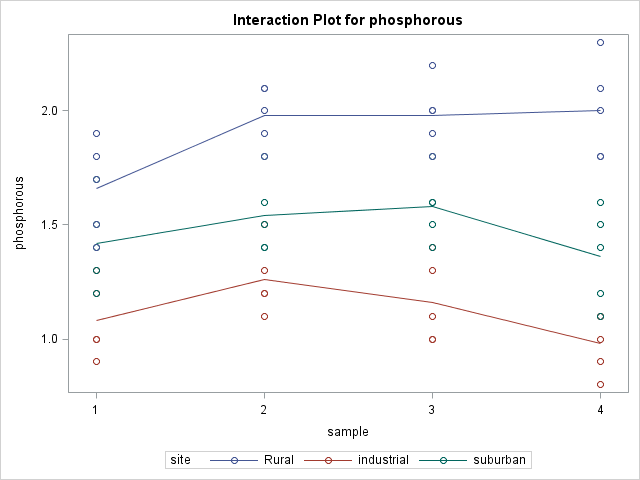 Interaction Plot for phosphorous
phosphorous
2.0
1.5
1.0
1 2 3 4
sample
site Rural industrial suburban